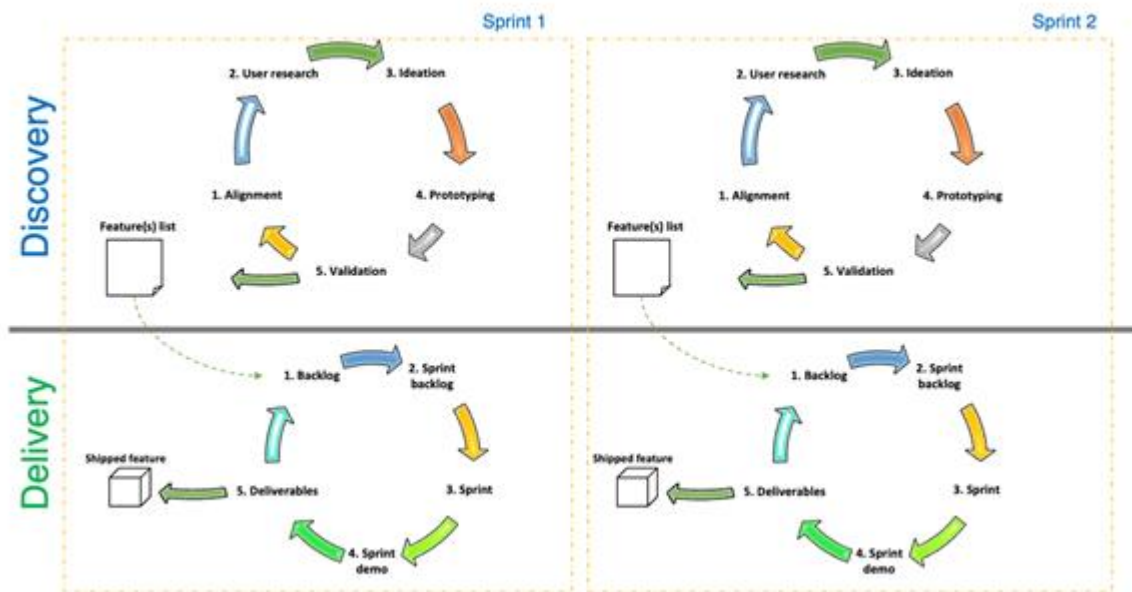 Sprint 1
Sprint 2
Discovery
2. User research
3. Ideation
1. Alignment
4. Prototyping
Feature(s) list
5. Validation
2. User research
3. Ideation
1. Alignment
4. Prototyping
Feature(s) list
5. Validation
Delivery
1. Backlog
2. Sprint
backlog
Shipped feature
5. Deliverables
3. Sprint
4. Sprint
demo
1. Backlog
2. Sprint
backlog
Shipped feature
5. Deliverables
3. Sprint
4. Sprint
demo